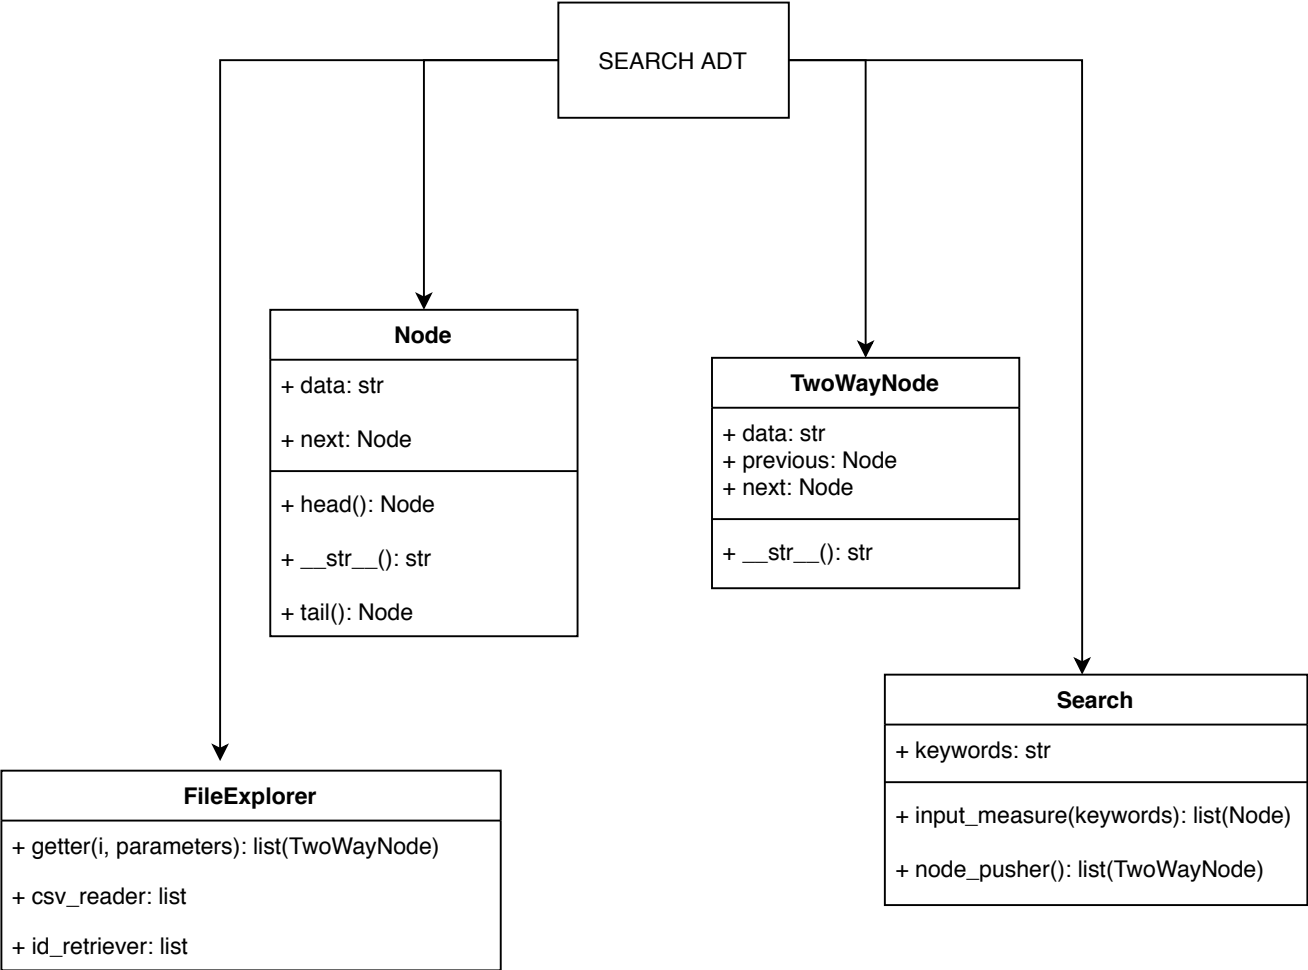 SEARCH ADT
Node
+ data: str
+ next: Node
+ head(): Node
+ __str__(): str
+ tail(): Node
TwoWayNode
+ data: str
+ previous: Node
+ next: Node
+ __str__(): str
Search
+ keywords: str
+ input_measure(keywords): list(Node)
+ node_pusher(): list(TwoWayNode)
FileExplorer
+ getter(i, parameters): list(TwoWayNode)
+ csv_reader: list
+ id_retriever: list